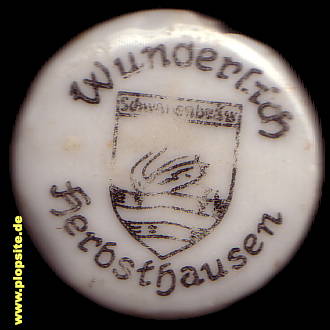 Wunderlich
Schwanenbräu
Herbsthausen
www.plopsite.de